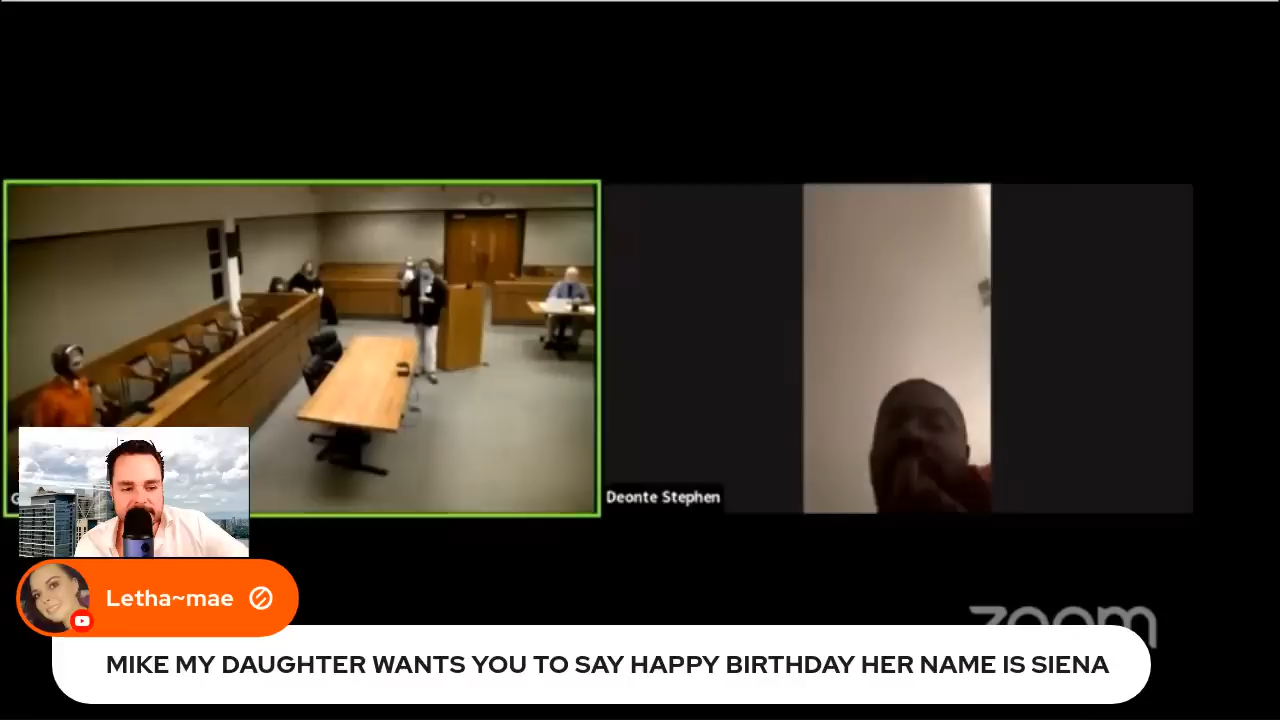 Deonte Stephen
zoom
Letha~mae
MIKE MY DAUGHTER WANTS YOU TO SAY HAPPY BIRTHDAY HER NAME IS SIENA